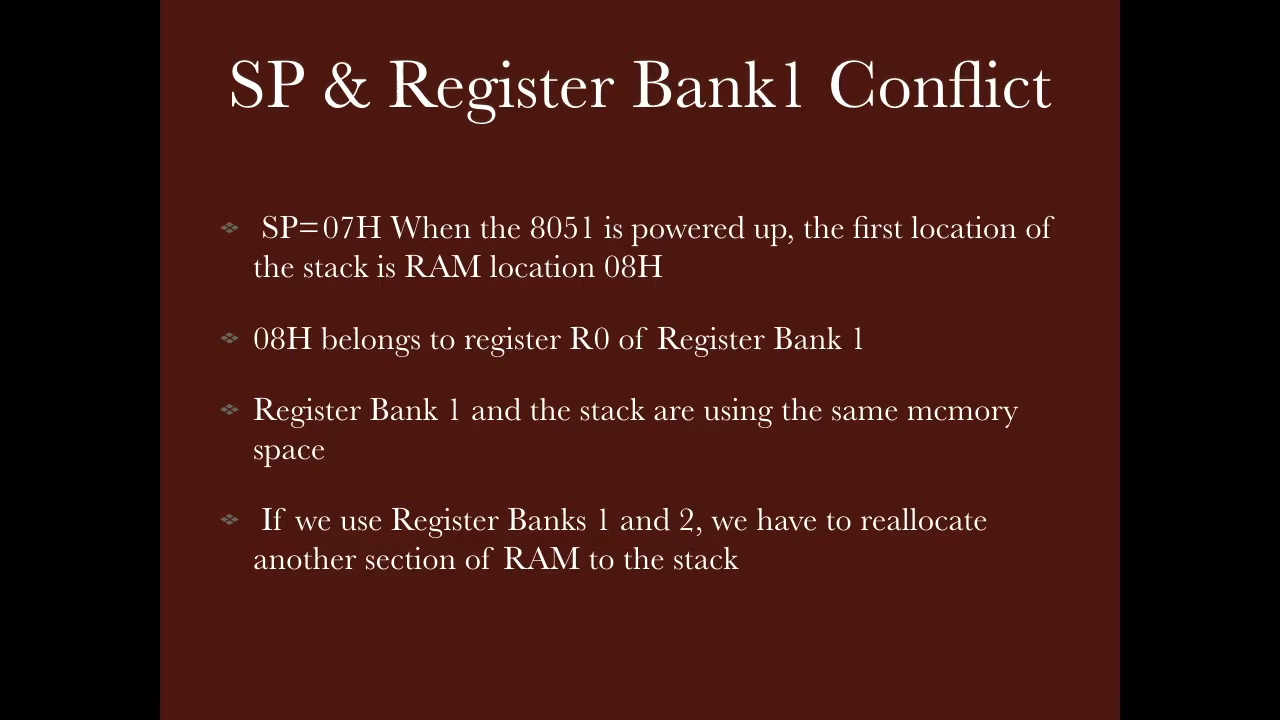 SP & Register Bank1 Conflict
SP=07H When the 8051 is powered up, the first location of
the stack is RAM location 08H
08H belongs to register R0 of Register Bank 1
Register Bank 1 and the stack are using the same mcmory
space
If we use Register Banks 1 and 2, we have to reallocate
another section of RAM to the stack